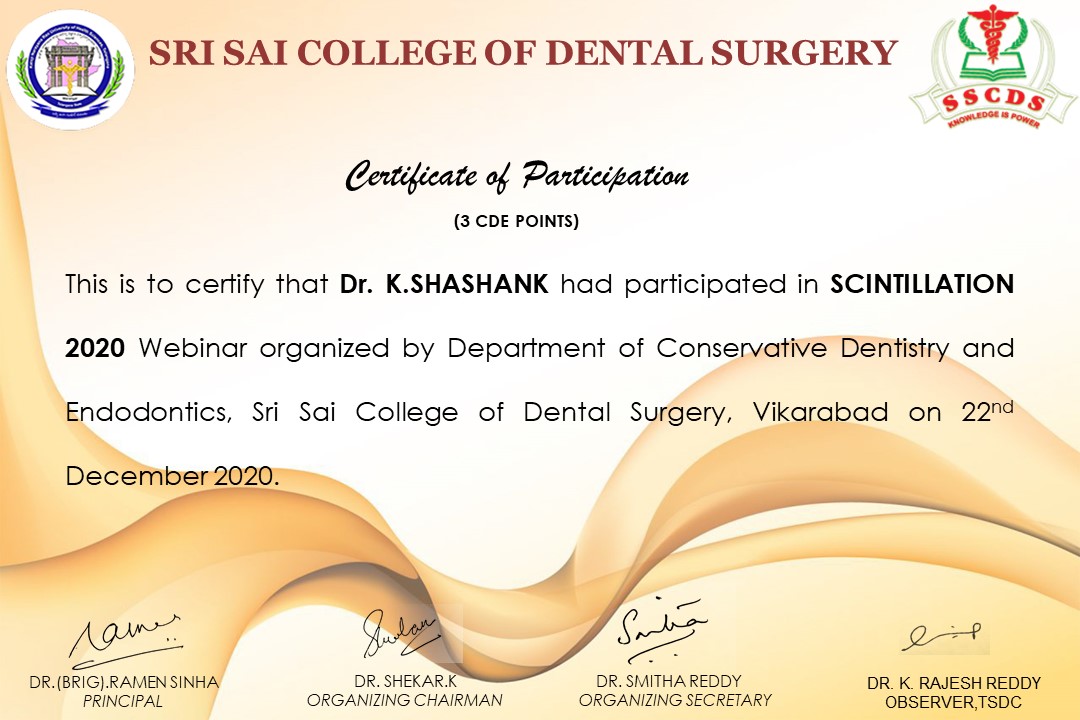 SRI SAI COLLEGE OF DENTAL SURGERY
SSCDS
KNOWLEDGE IS POWER
Certificate of Participation
(3 CDE POINTS)
This is to certify that Dr. K.SHASHANK had participated in SCINTILLATION
2020 Webinar organized by Department of Conservative Dentistry and
Endodontics, Sri Sai College of Dental Surgery, Vikarabad on 22nd
December 2020.
DR.(BRIG).RAMEN SINHA
PRINCIPAL
DR. SHEKAR.K
ORGANIZING CHAIRMAN
DR. SMITHA REDDY
ORGANIZING SECRETARY
DR. K. RAJESH REDDY
OBSERVER,TSDC